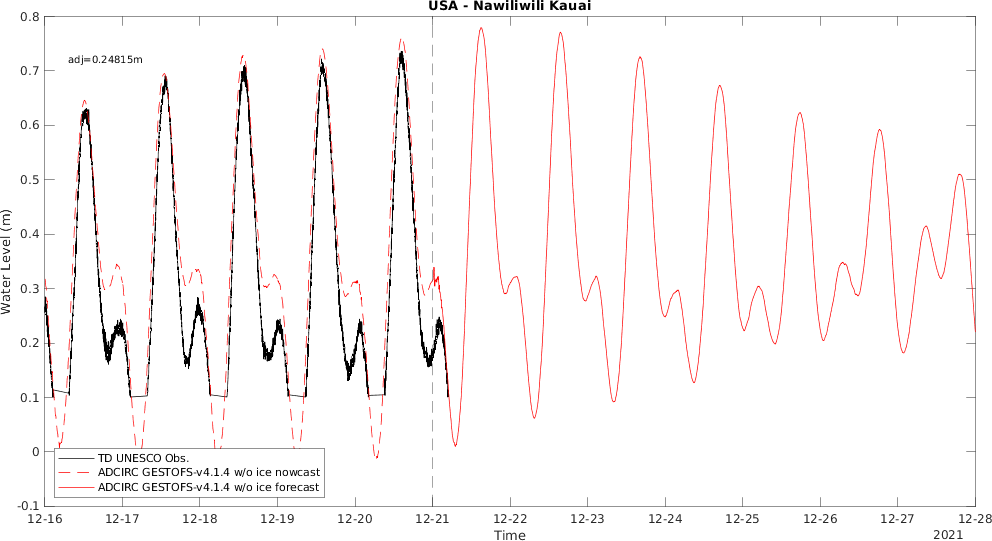 USA - Nawiliwili Kauai
0.8
adj=0.24815m
0.7
0.6
0.5
0.4
Water Level (m)
0.3
0.2
0.1
0
-0.1
TD UNESCO Obs.
ADCIRC GESTOFS-v4.1.4 w/o ice nowcast
ADCIRC GESTOFS-v4.1.4 w/o ice forecast
12-16 12-17 12-18 12-19 12-20 12-21 12-22 12-23 12-24 12-25 12-26 12-27 12-28
Time
2021